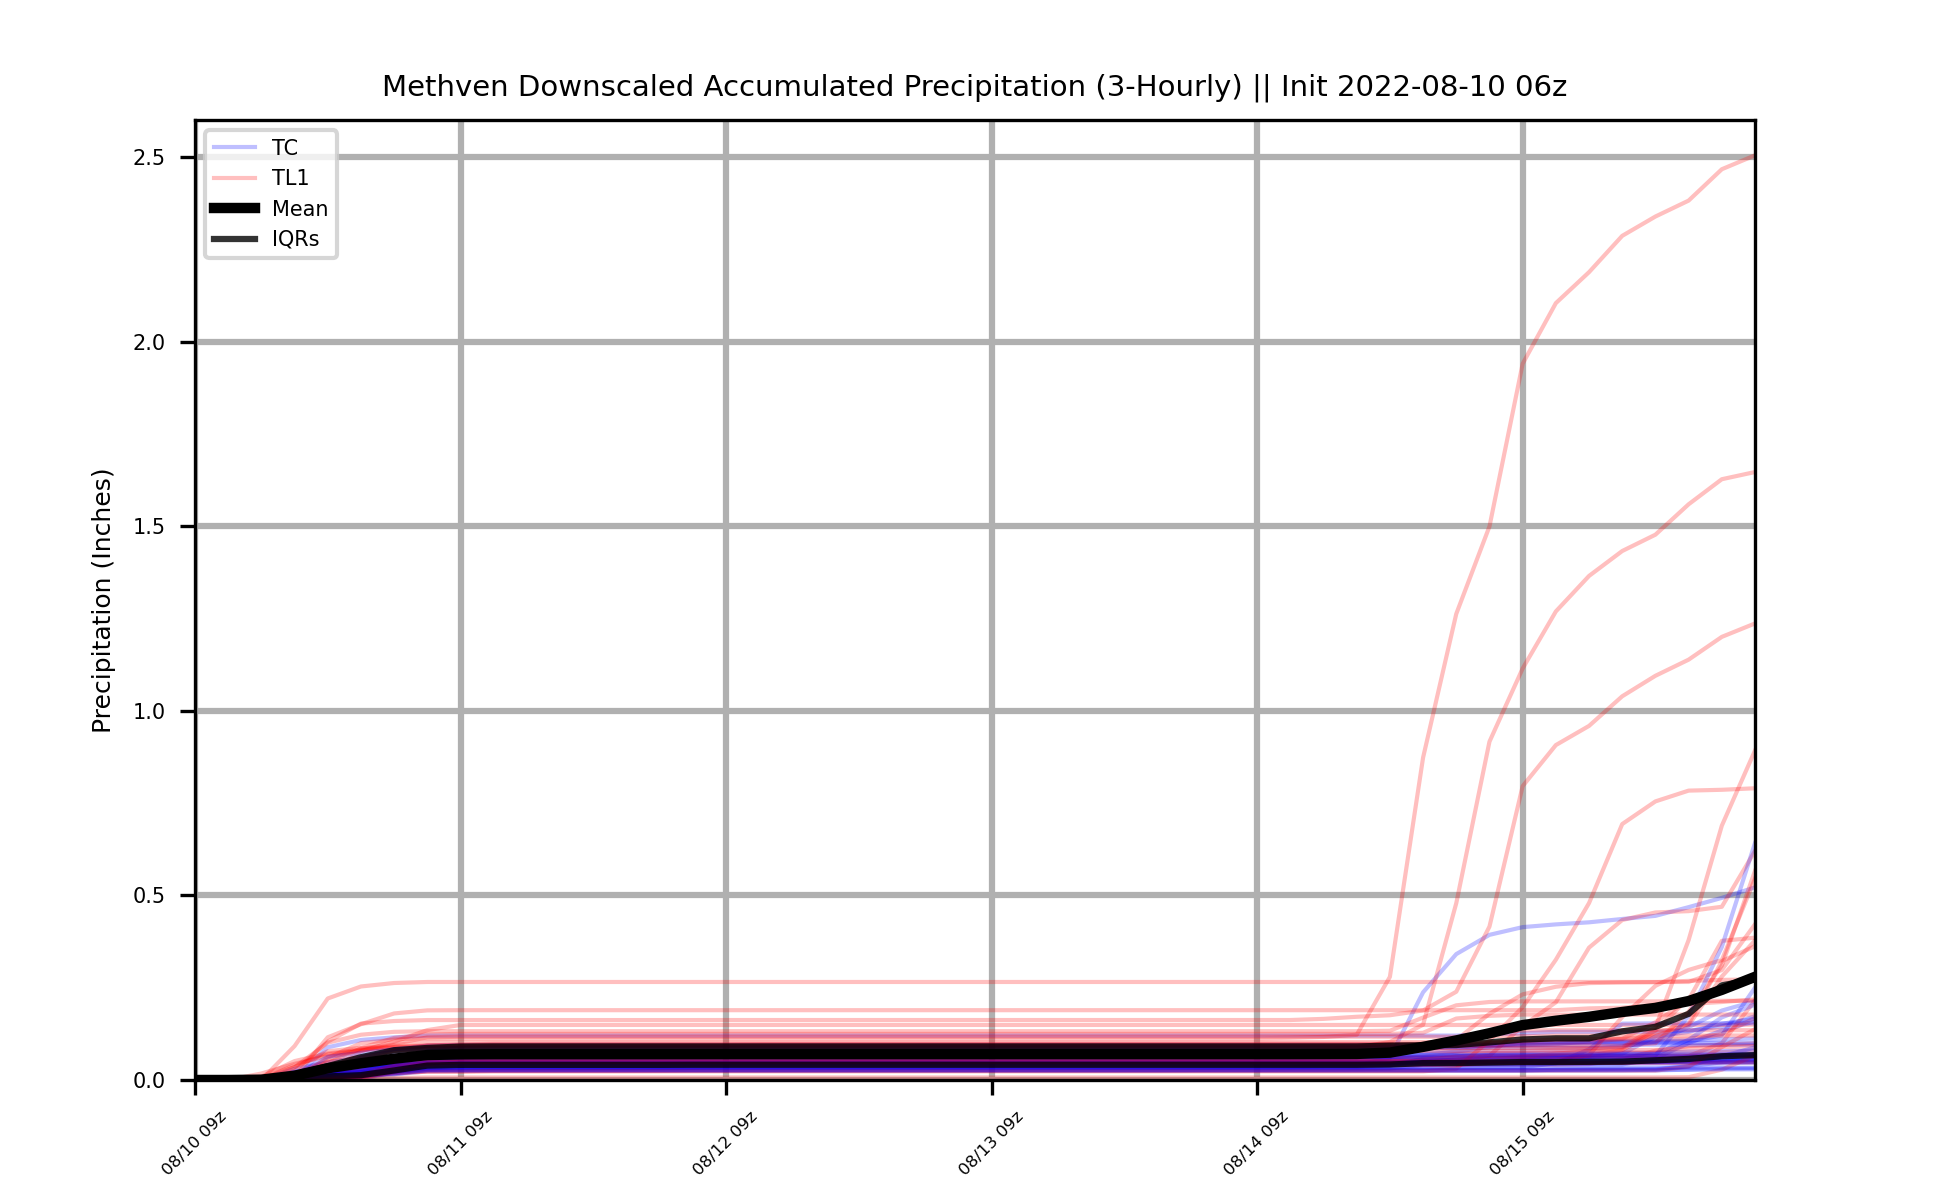 Methven Downscaled Accumulated Precipitation (3-Hourly) || Init 2022-08-10 06z
TC
TL1
Mean
IQRs
Precipitation (Inches)
2.5
2.0
1.5
1.0
0.5
0.0
08/10 09z
08/11 09z
08/12 09z
08/13 09z
08/14 09z
08/15 09z